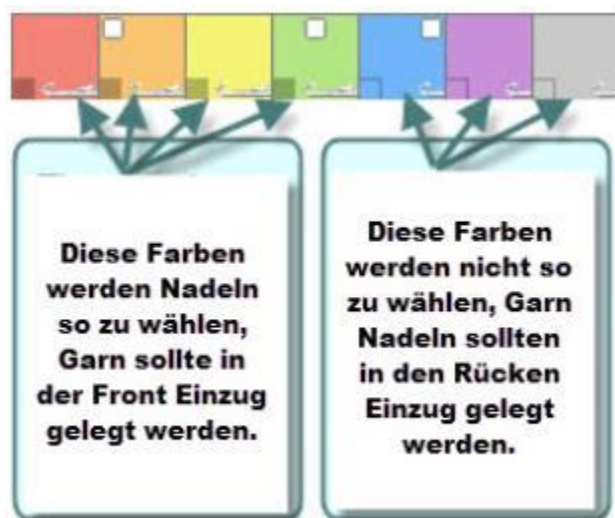 Diese Farben
werden Nadeln
so zu wählen,
Garn sollte in
der Front Einzug
gelegt werden.
Diese Farben
werden nicht so
zu wählen, Garn
Nadeln sollten
in den Rücken
Einzug gelegt
werden.